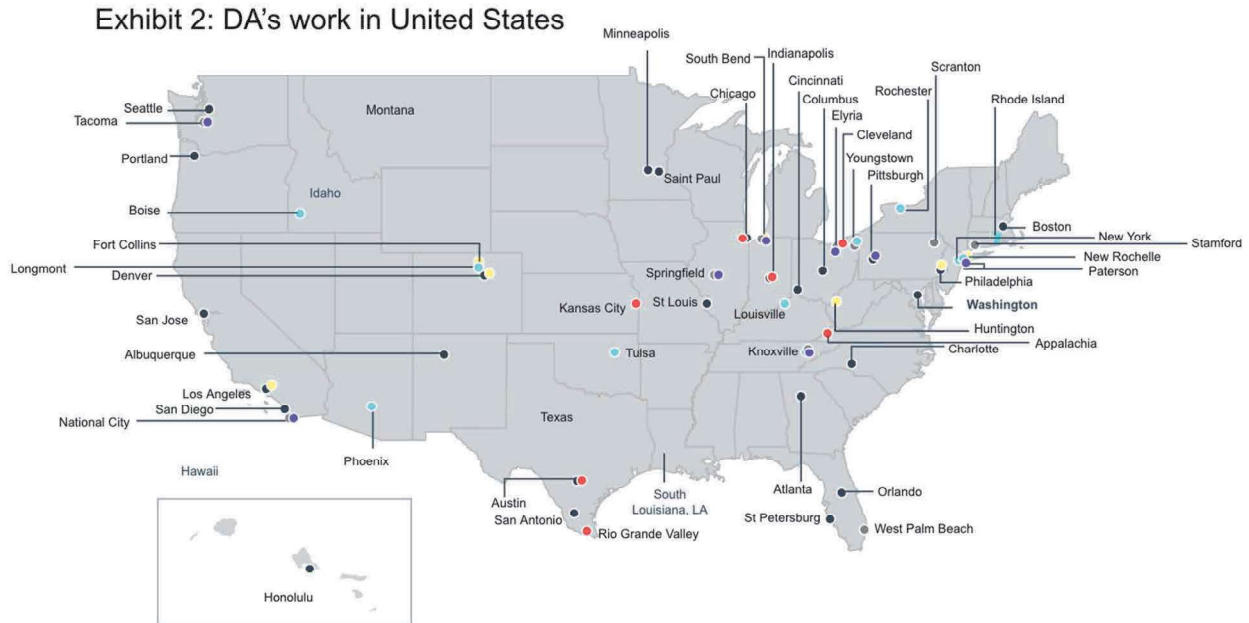 Exhibit 2: DA's work in United States
Minneapolis
South Bend
Indianapolis
Chicago
Cincinnati
Columbus
Elyria
Cleveland
Youngstown
Pittsburgh
Rochester
Scranton
Rhode Island
Seattle
Tacoma
Portland
Montana
Idaho
Boise
Saint Paul
Fort Collins
Longmont
Denver
Boston
New York
Stamford
New Rochelle
Paterson
Philadelphia
Washington
Springfield
Kansas City
St Louis
Louisville
San Jose
Huntington
Appalachia
Charlotte
Knoxville
Albuquerque
Tulsa
Los Angeles
San Diego
National City
Texas
Phoenix
Hawaii
Austin
San Antonio
South
Louisiana, LA
Atlanta
Orlando
St Petersburg
West Palm Beach
Rio Grande Valley
Honolulu